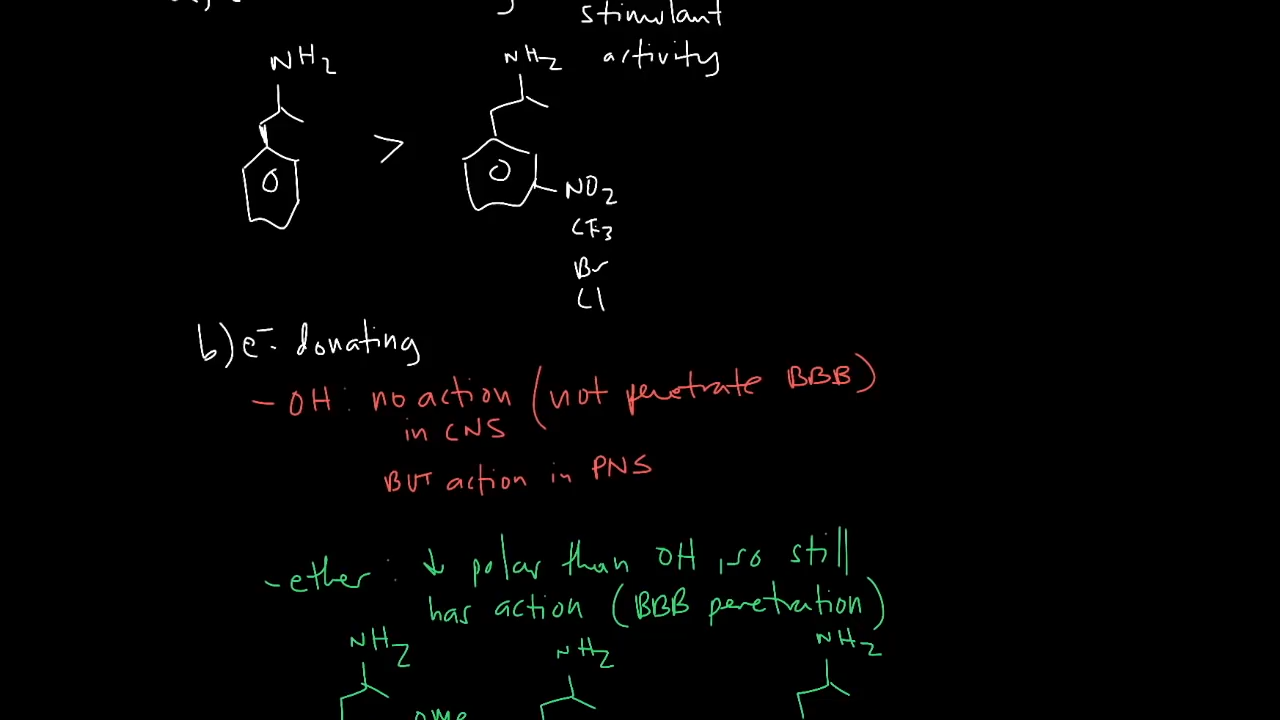 stimulant
activity
NH2
NH2
>
NO2
CF3
Br
Cl
b) e- donating
- OH : no action (not penetrate BBB)
in CNS
BUT action in PNS
- ether : ↓ polar than OH, so still
has action (BBB penetration)
NH2
NH2
NH2
OMe